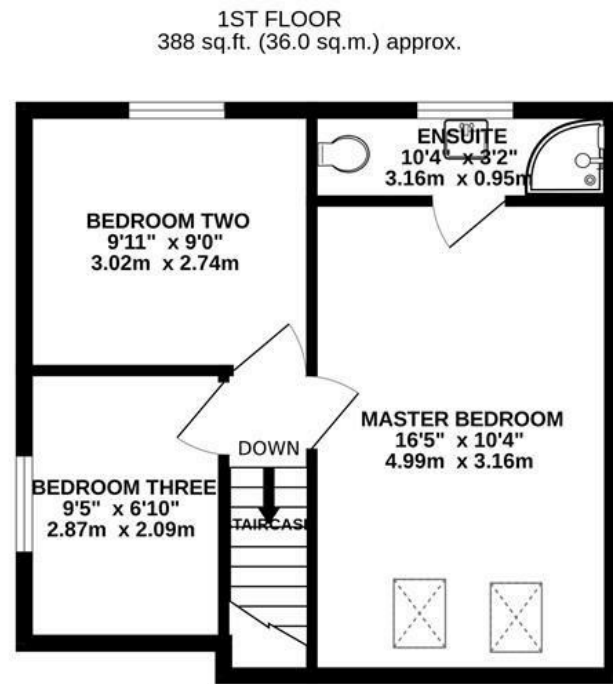 1ST FLOOR
388 sq.ft. (36.0 sq.m.) approx.
ENSUITE
10'4" x 3'2"
3.16m x 0.95m
BEDROOM TWO
9'11" x 9'0"
3.02m x 2.74m
MASTER BEDROOM
16'5" x 10'4"
4.99m x 3.16m
DOWN
BEDROOM THREE
9'5" x 6'10"
2.87m x 2.09m
STAIRCASE